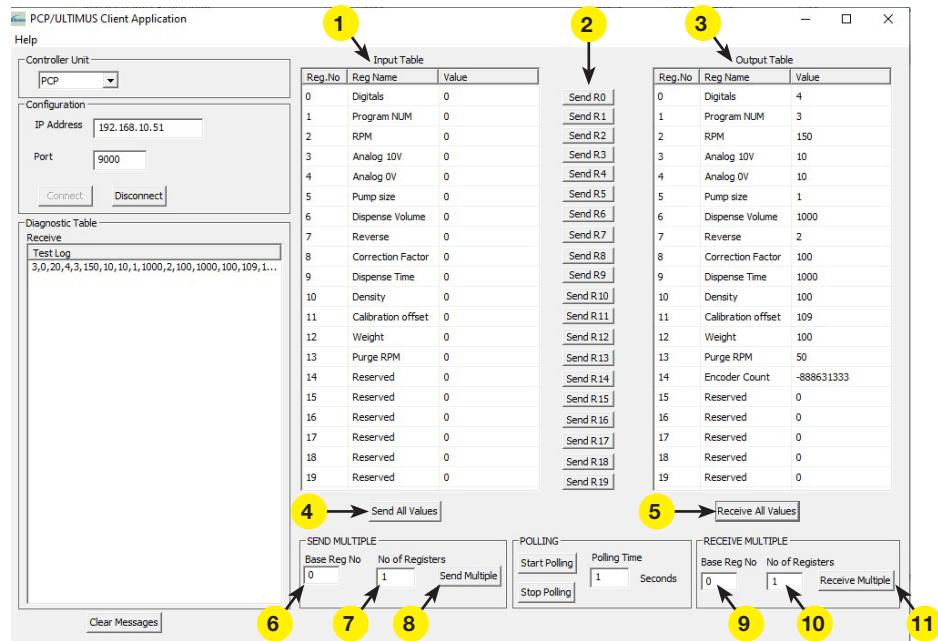 PCP/ULTIMUS Client Application
Help
1
2
3
Controller Unit
PCP
Configuration
IP Address 192.168.10.51
Port 9000
Connect Disconnect
Diagnostic Table
Receive
Test Log
3,0,20,4,3,150,10,10,1,1000,2,100,1000,100,109,1...
Clear Messages
Input Table
Reg.No Reg Name Value
0 Digitals 0
1 Program NUM 0
2 RPM 0
3 Analog 10V 0
4 Analog 0V 0
5 Pump size 0
6 Dispense Volume 0
7 Reverse 0
8 Correction Factor 0
9 Dispense Time 0
10 Density 0
11 Calibration offset 0
12 Weight 0
13 Purge RPM 0
14 Reserved 0
15 Reserved 0
16 Reserved 0
17 Reserved 0
18 Reserved 0
19 Reserved 0
Send R0
Send R1
Send R2
Send R3
Send R4
Send R5
Send R6
Send R7
Send R8
Send R9
Send R10
Send R11
Send R12
Send R13
Send R14
Send R15
Send R16
Send R17
Send R18
Send R19
Output Table
Reg.No Reg Name Value
0 Digitals 4
1 Program NUM 3
2 RPM 150
3 Analog 10V 10
4 Analog 0V 10
5 Pump size 1
6 Dispense Volume 1000
7 Reverse 2
8 Correction Factor 100
9 Dispense Time 1000
10 Density 100
11 Calibration offset 109
12 Weight 100
13 Purge RPM 50
14 Encoder Count -888631333
15 Reserved 0
16 Reserved 0
17 Reserved 0
18 Reserved 0
19 Reserved 0
4 Send All Values
5 Receive All Values
SEND MULTIPLE
Base Reg No No of Registers
0 1 Send Multiple
6 7 8
POLLING
Start Polling Polling Time
1 Seconds
Stop Polling
RECEIVE MULTIPLE
Base Reg No No of Registers
0 1 Receive Multiple
9 10 11